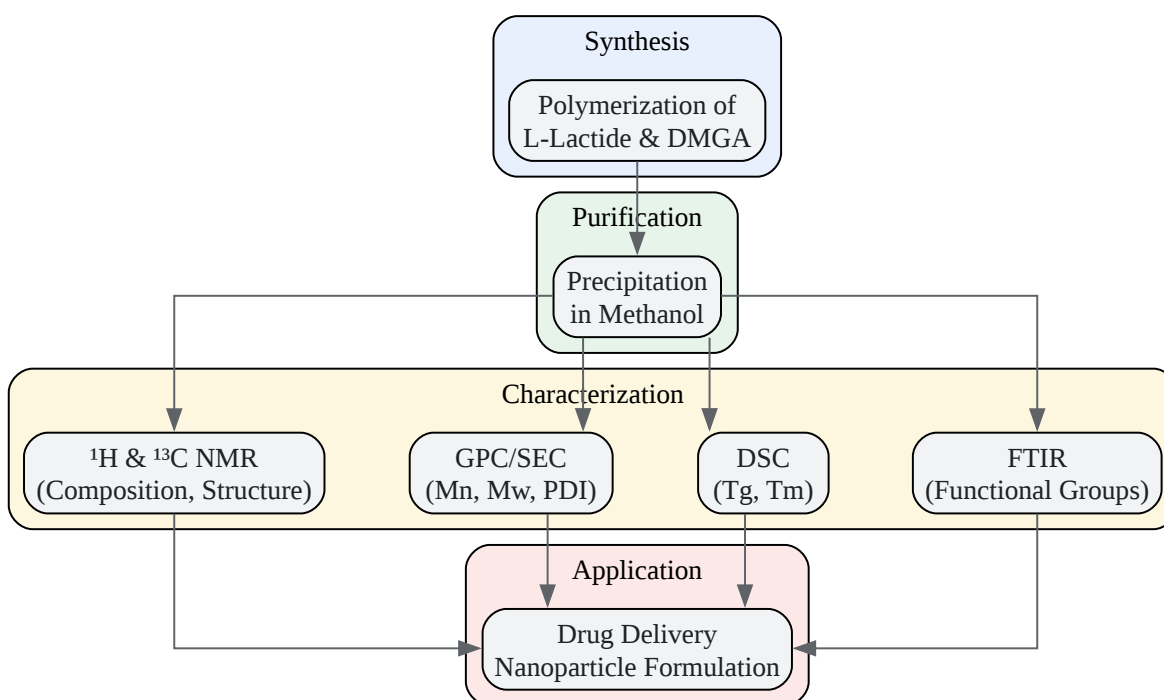 Synthesis
Polymerization of
L-Lactide & DMGA
Purification
Precipitation
in Methanol
Characterization
¹H & ¹³C NMR
(Composition, Structure)
GPC/SEC
(Mn, Mw, PDI)
DSC
(Tg, Tm)
FTIR
(Functional Groups)
Application
Drug Delivery
Nanoparticle Formulation